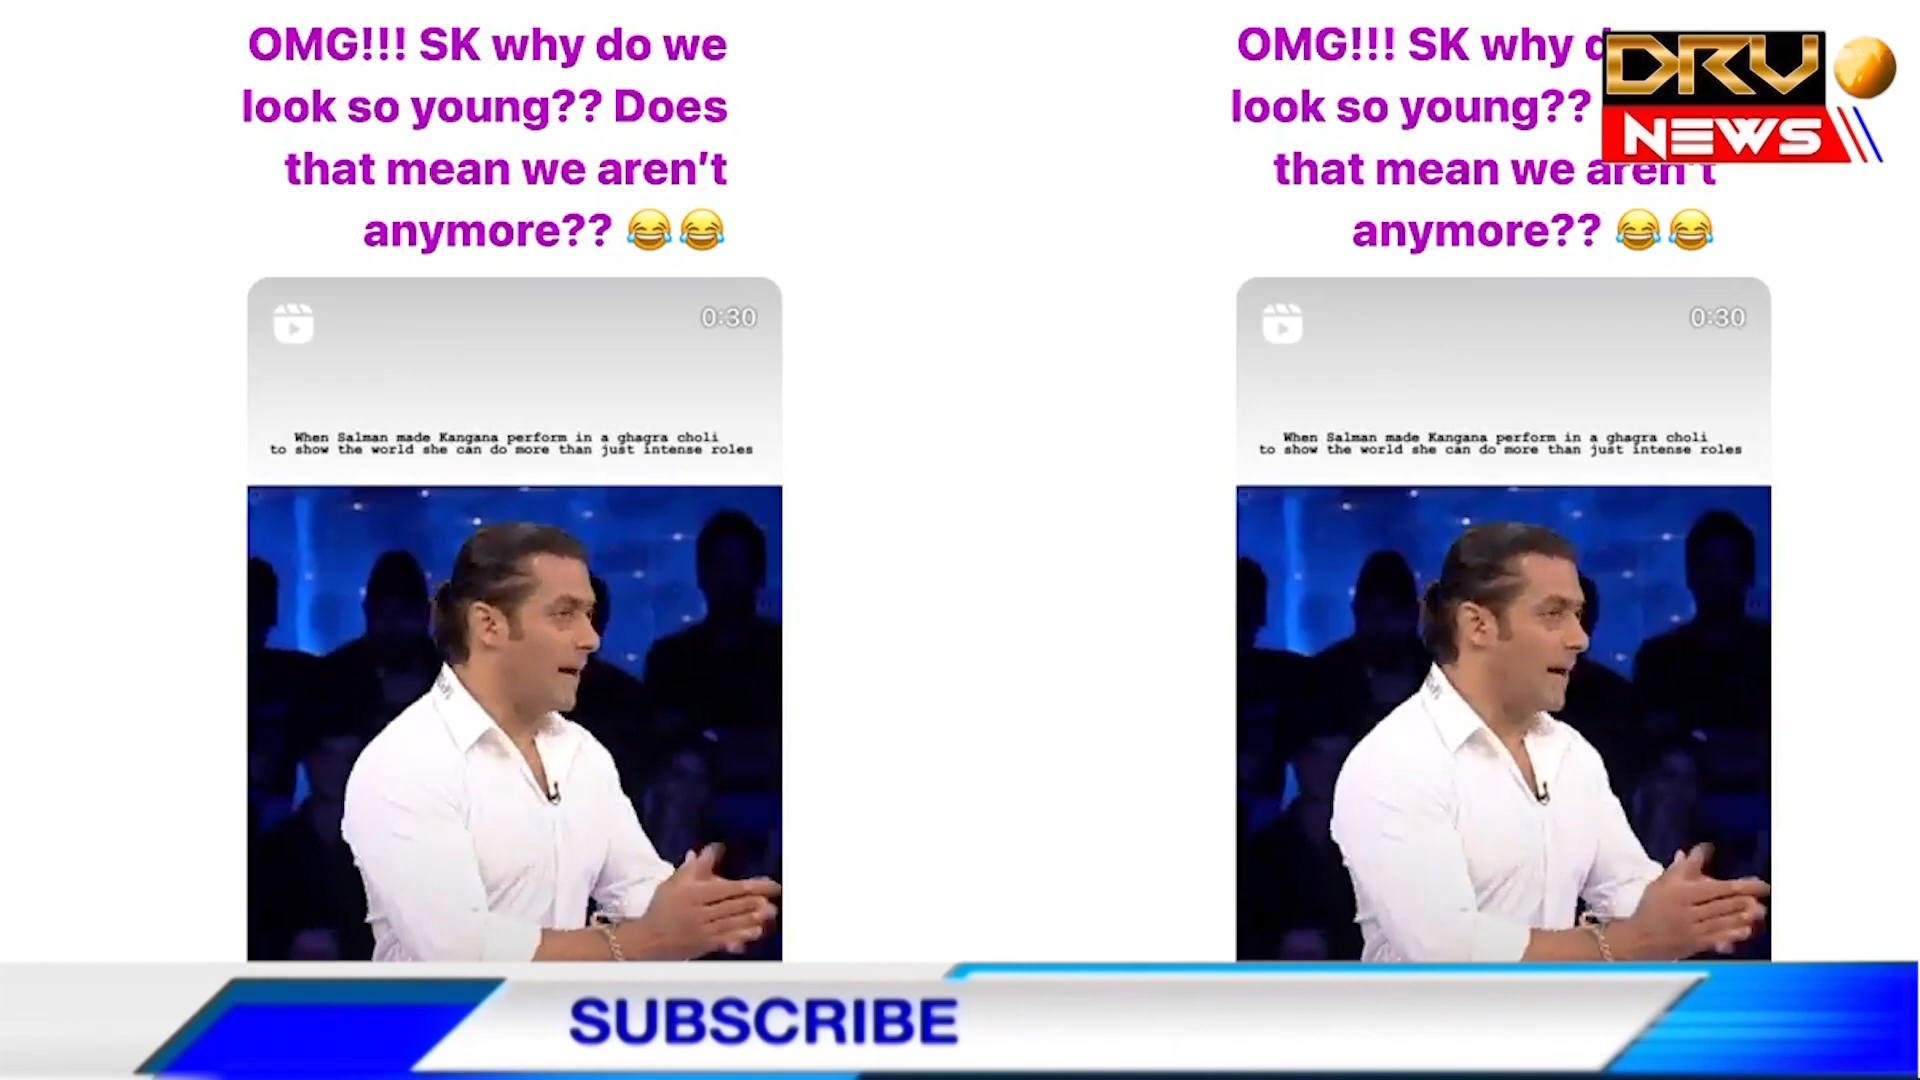 OMG!!! SK why do we
look so young?? Does
that mean we aren't
anymore?? 😂😂
0:30
When Salman made Kangana perform in a ghagra choli
to show the world she can do more than just intense roles
OMG!!! SK why d
look so young??
that mean we aren't
anymore?? 😂😂
0:30
When Salman made Kangana perform in a ghagra choli
to show the world she can do more than just intense roles
DRV
NEWS
SUBSCRIBE